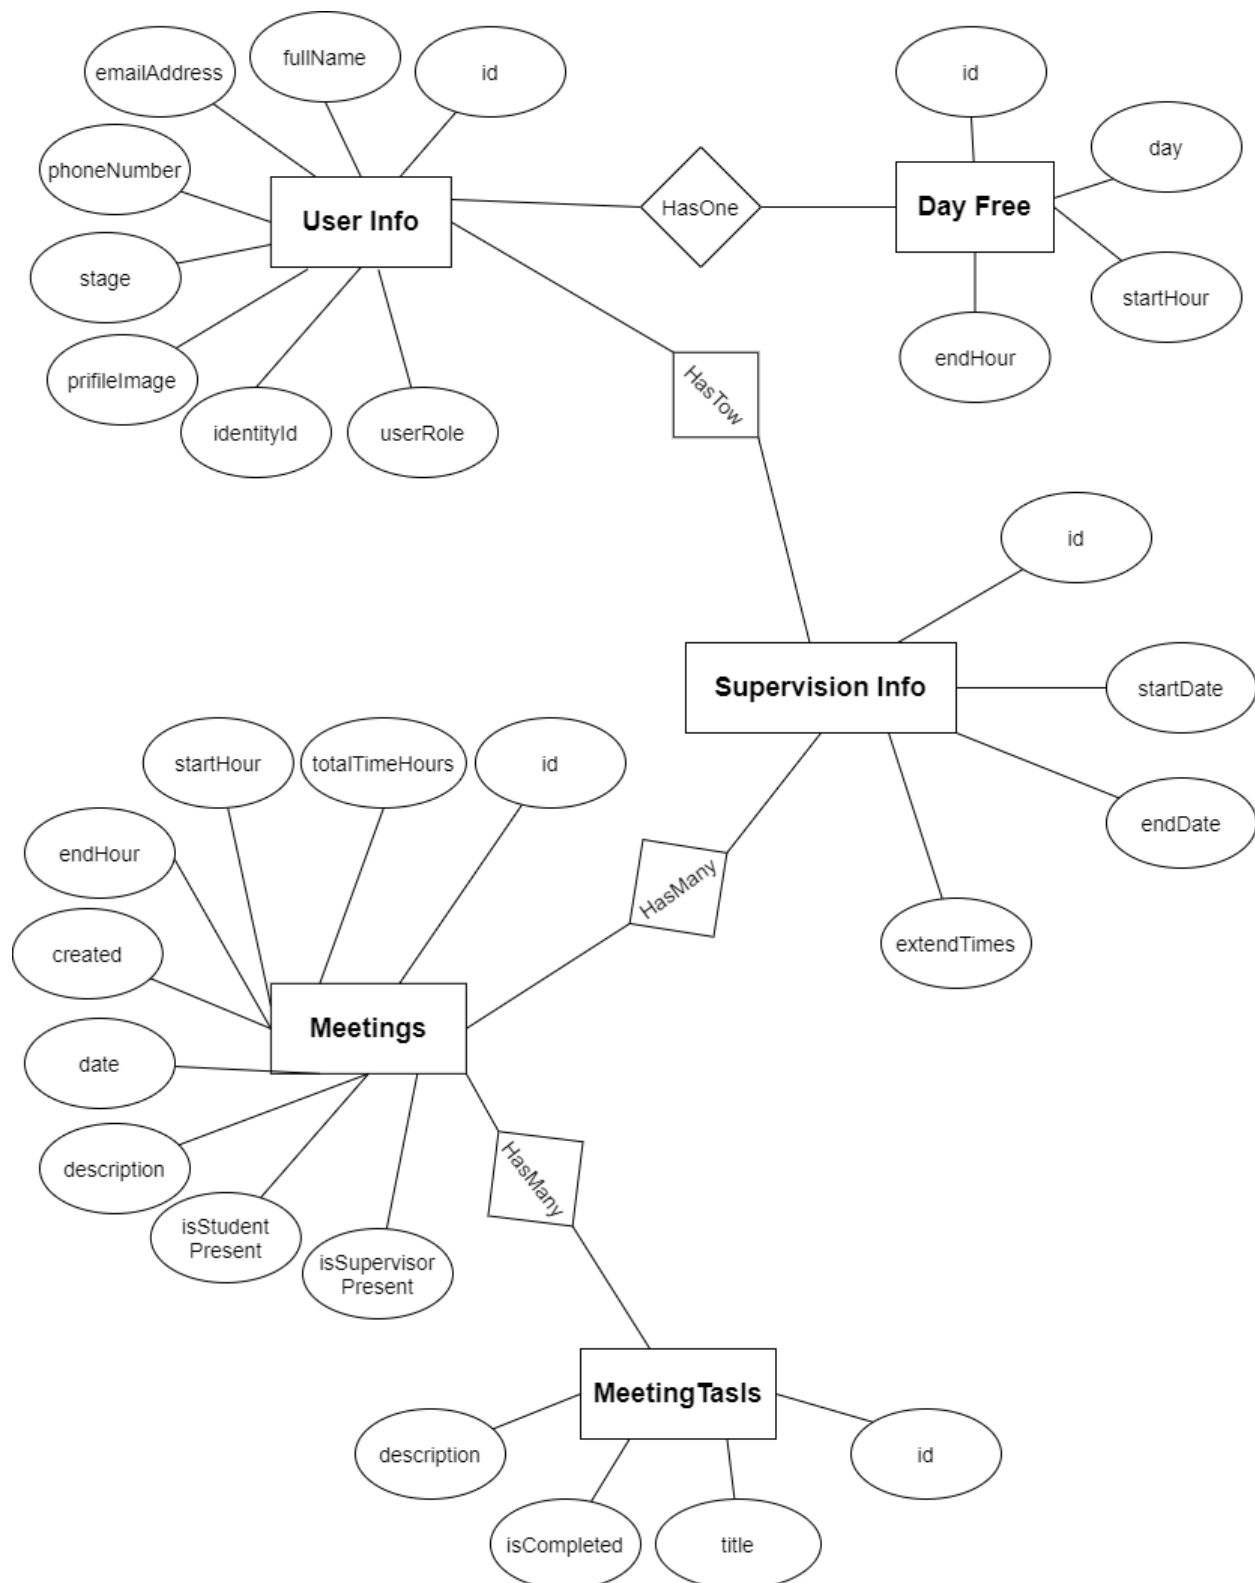 fullName
id
id
emailAddress
day
phoneNumber
User Info
HasOne
Day Free
stage
startHour
endHour
prifileImage
HasTow
identityId
userRole
id
Supervision Info
startDate
startHour
totalTimeHours
id
endDate
endHour
HasMany
created
extendTimes
Meetings
date
description
HasMany
isStudent
Present
isSupervisor
Present
MeetingTasls
description
id
isCompleted
title